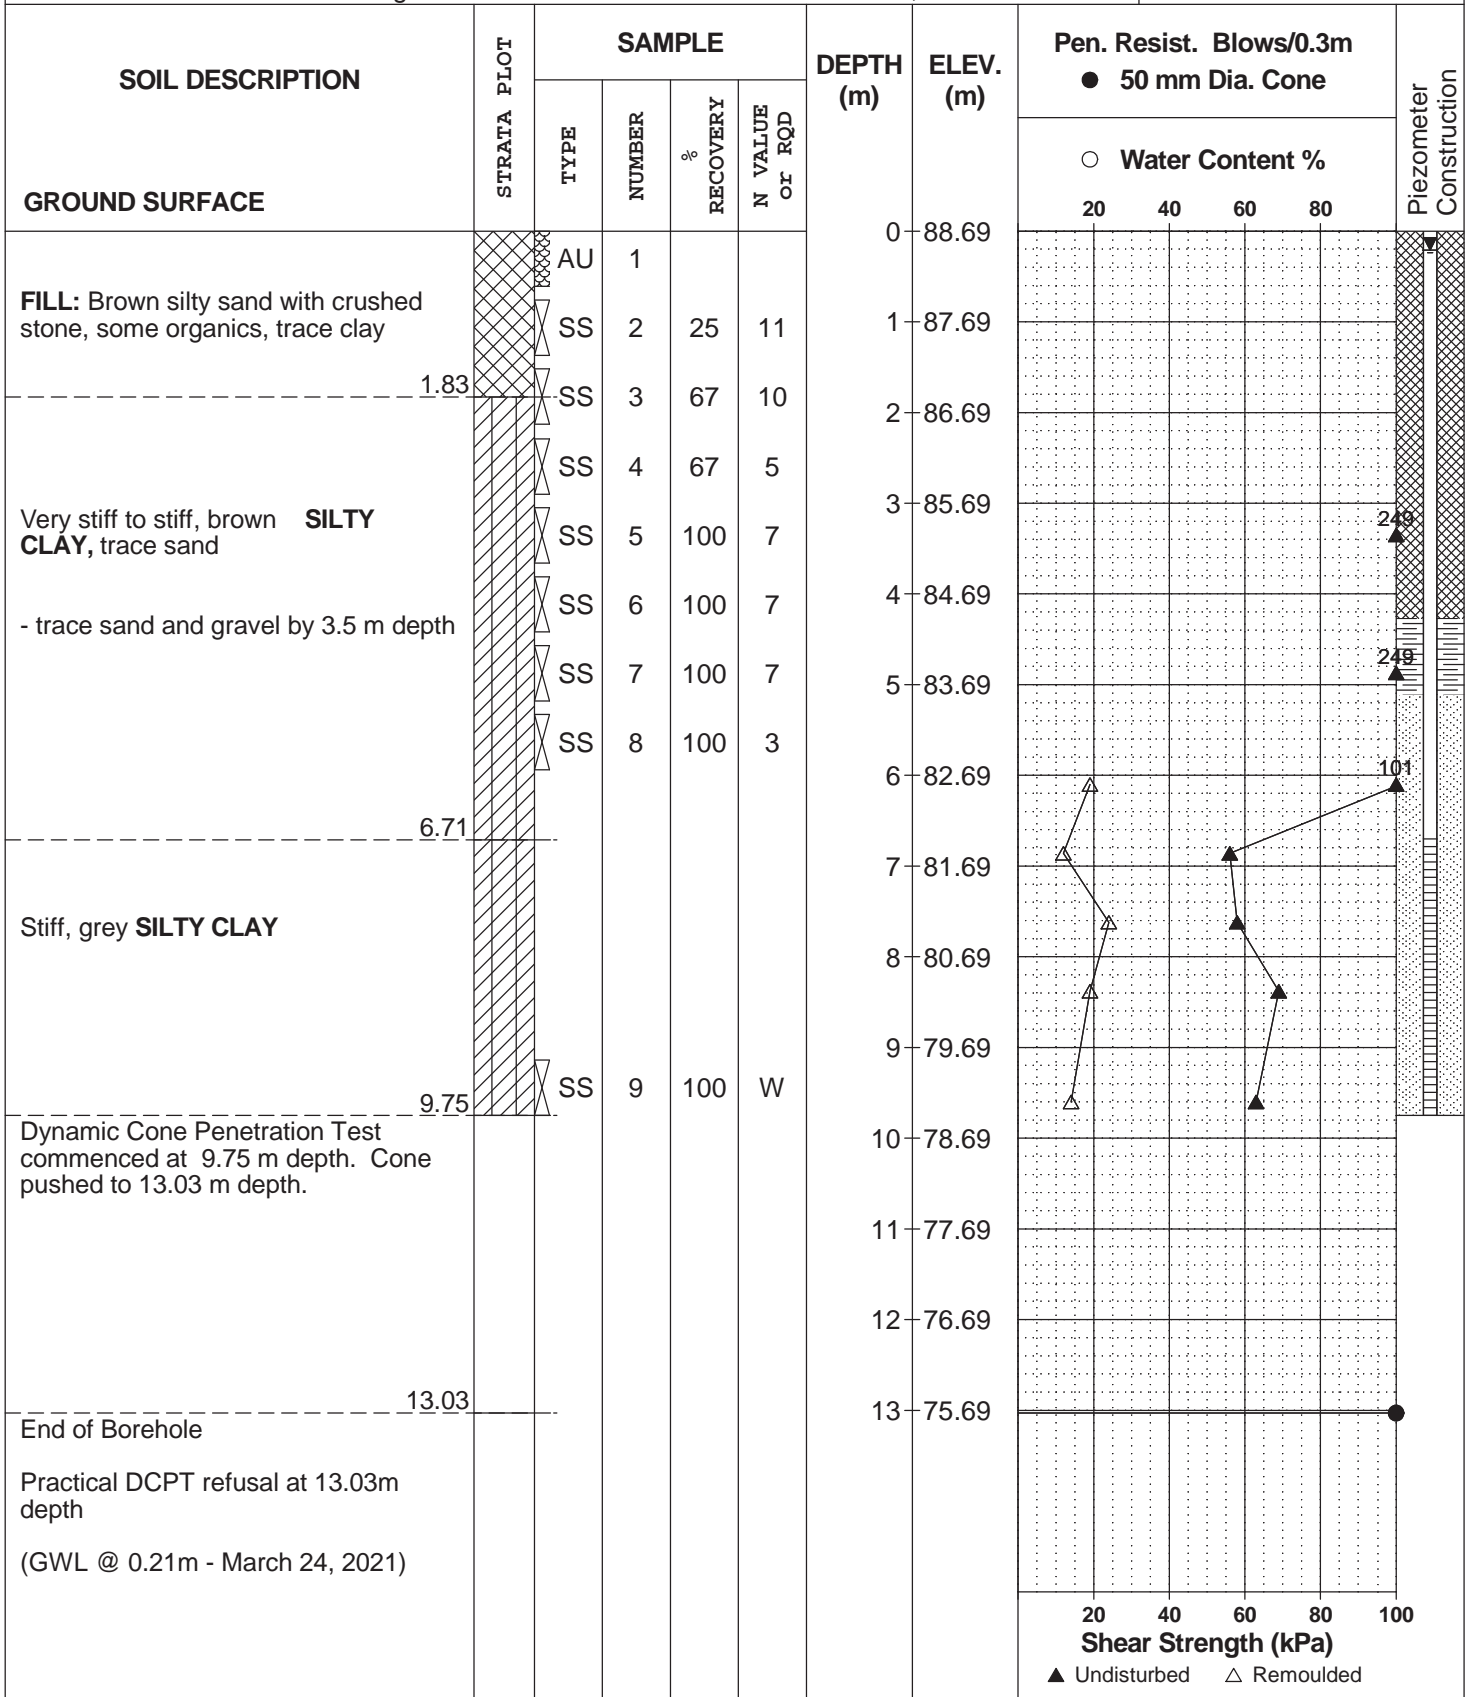 SOIL DESCRIPTION
GROUND SURFACE
STRATA PLOT
SAMPLE
TYPE
NUMBER
%
RECOVERY
N VALUE
or RQD
DEPTH
(m)
ELEV.
(m)
Pen. Resist. Blows/0.3m
● 50 mm Dia. Cone
○ Water Content %
20 40 60 80
Piezometer
Construction
0 88.69
AU 1
FILL: Brown silty sand with crushed
stone, some organics, trace clay
SS 2 25 11
1 87.69
1.83
SS 3 67 10
2 86.69
SS 4 67 5
3 85.69
249
Very stiff to stiff, brown SILTY
CLAY, trace sand
SS 5 100 7
4 84.69
SS 6 100 7
- trace sand and gravel by 3.5 m depth
249
SS 7 100 7
5 83.69
SS 8 100 3
6 82.69
101
6.71
7 81.69
Stiff, grey SILTY CLAY
8 80.69
9 79.69
SS 9 100 W
9.75
Dynamic Cone Penetration Test
commenced at 9.75 m depth. Cone
pushed to 13.03 m depth.
10 78.69
11 77.69
12 76.69
13.03
13 75.69
End of Borehole
Practical DCPT refusal at 13.03m
depth
(GWL @ 0.21m - March 24, 2021)
20 40 60 80 100
Shear Strength (kPa)
▲ Undisturbed △ Remoulded